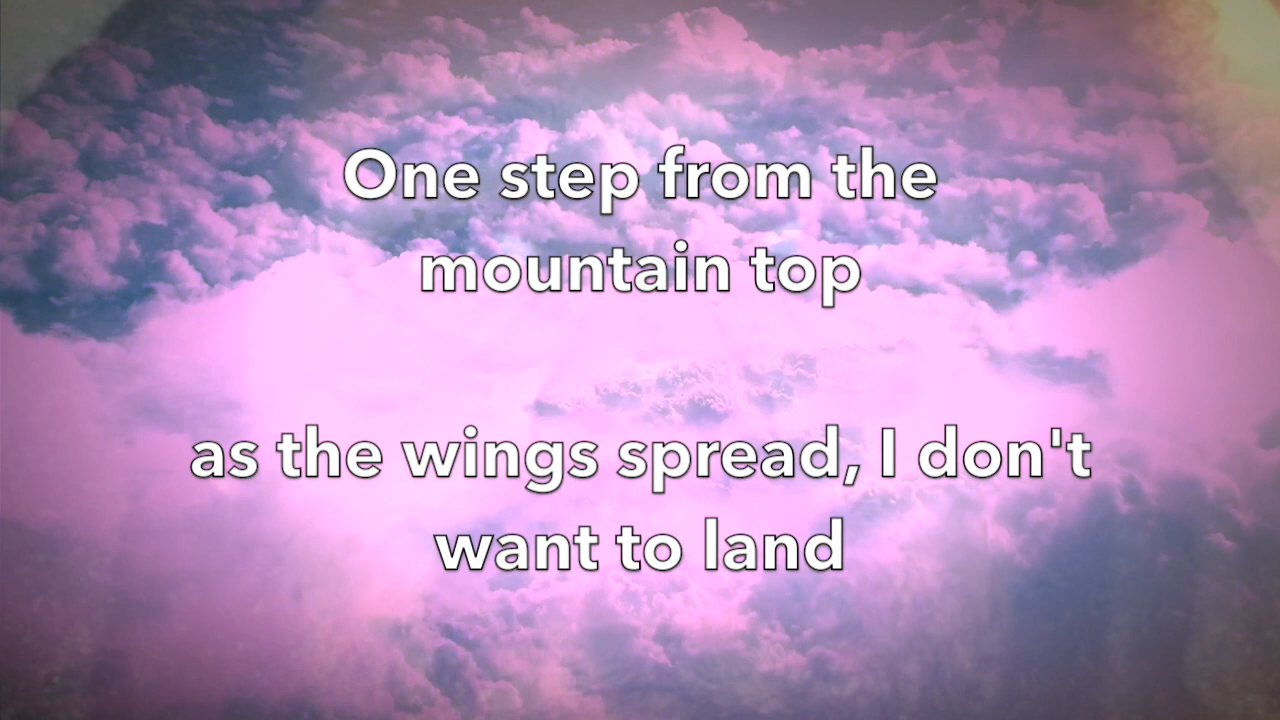 One step from the
mountain top
as the wings spread, I don't
want to land